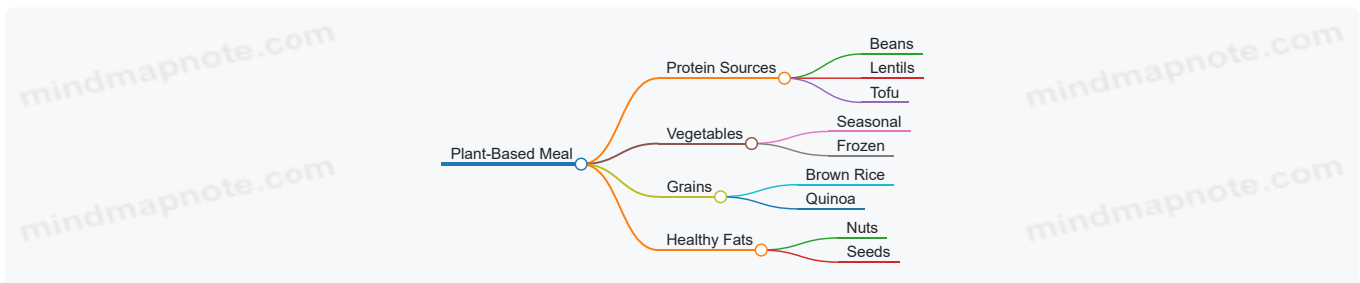 mindmapnote.com
mindmapnote.com
Beans
Protein Sources
Lentils
Tofu
Seasonal
Vegetables
Frozen
Plant-Based Meal
mindmapnote.com
mindmapnote.com
Brown Rice
Grains
Quinoa
Nuts
Healthy Fats
Seeds